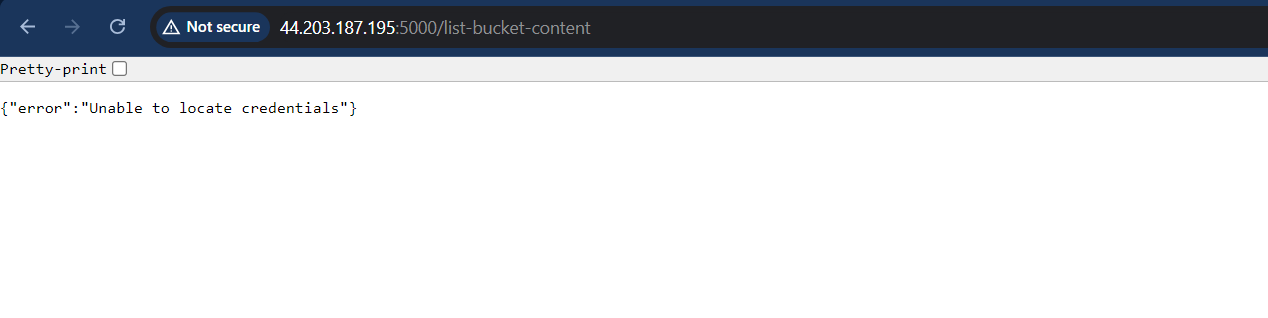 Not secure 44.203.187.195:5000/list-bucket-content
Pretty-print
{"error":"Unable to locate credentials"}